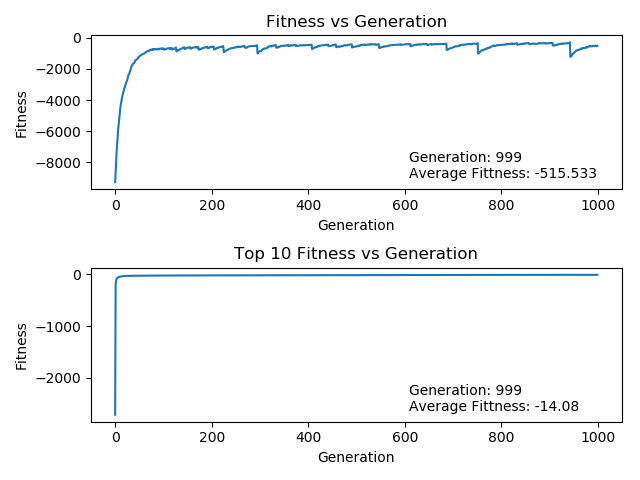 Fitness vs Generation
0
−2000
−4000
−6000
−8000
Fitness
Generation: 999
Average Fittness: -515.533
0 200 400 600 800 1000
Generation
Top 10 Fitness vs Generation
0
−1000
−2000
Fitness
Generation: 999
Average Fittness: -14.08
0 200 400 600 800 1000
Generation